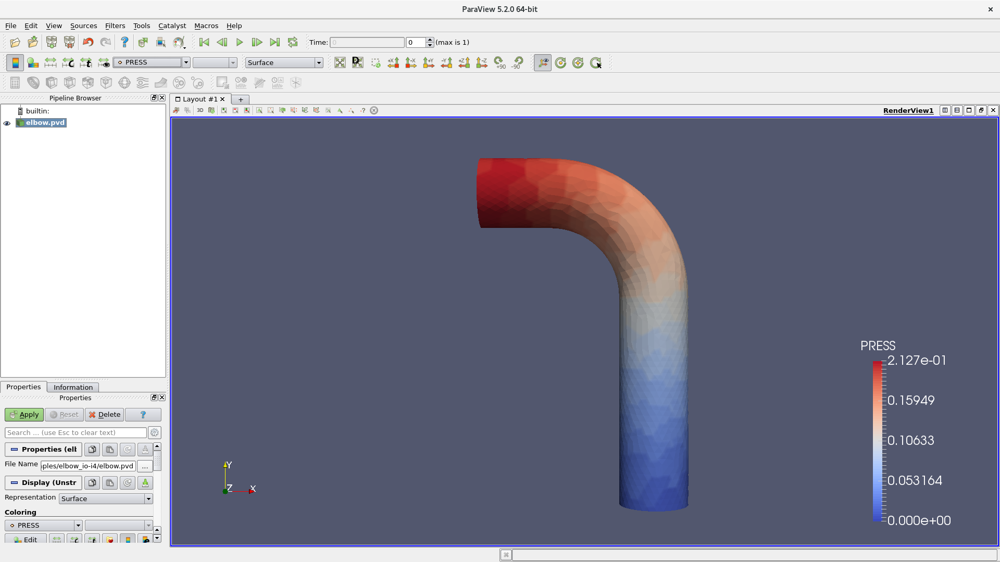 ParaView 5.2.0 64-bit
File Edit View Sources Filters Tools Catalyst Macros Help
Time: 0 0 (max is 1)
PRESS Surface +X -X +Y -Y +Z -Z +90 -90
Pipeline Browser
builtin:
elbow.pvd
Layout #1
3D
RenderView1
Properties Information
Properties
Apply Reset Delete ?
Search ... (use Esc to clear text)
Properties (elb
File Name ples/elbow_io-i4/elbow.pvd ...
Display (Unstr
Representation Surface
Coloring
PRESS
Edit
Y
Z X
PRESS
2.127e-01
0.15949
0.10633
0.053164
0.000e+00